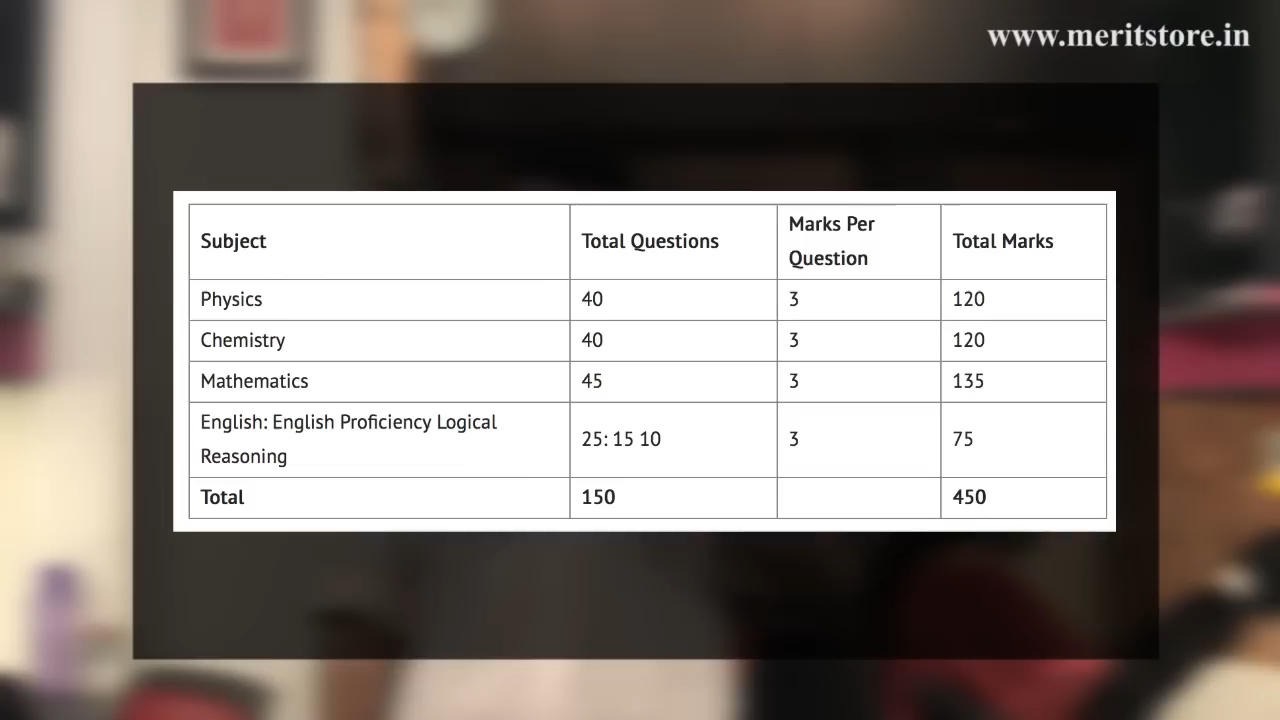 www.meritstore.in
Subject Total Questions Marks Per Question Total Marks
Physics 40 3 120
Chemistry 40 3 120
Mathematics 45 3 135
English: English Proficiency Logical Reasoning 25: 15 10 3 75
Total 150 450